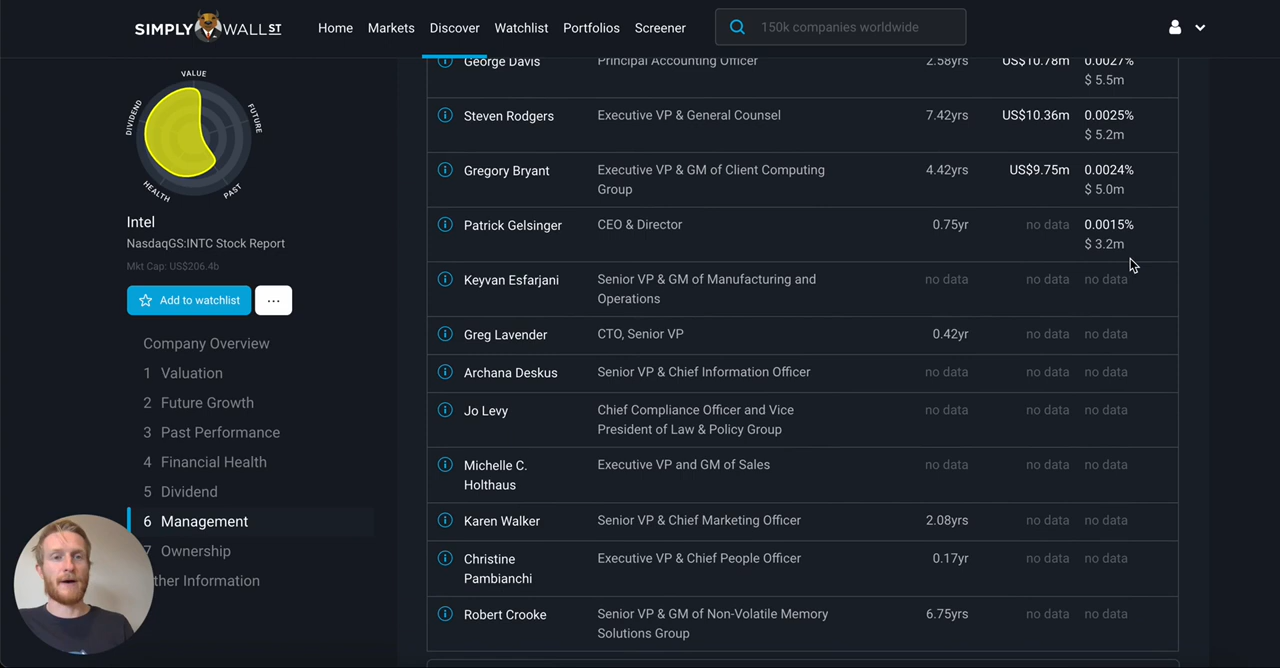 SIMPLY WALL ST
Home Markets Discover Watchlist Portfolios Screener
150k companies worldwide
VALUE
FUTURE
PAST
HEALTH
DIVIDEND
Intel
NasdaqGS:INTC Stock Report
Mkt Cap: US$206.4b
Add to watchlist
...
Company Overview
1 Valuation
2 Future Growth
3 Past Performance
4 Financial Health
5 Dividend
6 Management
7 Ownership
ther Information
George Davis Principal Accounting Officer 2.58yrs US$10.78m 0.0027%
$ 5.5m
Steven Rodgers Executive VP & General Counsel 7.42yrs US$10.36m 0.0025%
$ 5.2m
Gregory Bryant Executive VP & GM of Client Computing 4.42yrs US$9.75m 0.0024%
Group $ 5.0m
Patrick Gelsinger CEO & Director 0.75yr no data 0.0015%
$ 3.2m
Keyvan Esfarjani Senior VP & GM of Manufacturing and no data no data no data
Operations
Greg Lavender CTO, Senior VP 0.42yr no data no data
Archana Deskus Senior VP & Chief Information Officer no data no data no data
Jo Levy Chief Compliance Officer and Vice no data no data no data
President of Law & Policy Group
Michelle C. Executive VP and GM of Sales no data no data no data
Holthaus
Karen Walker Senior VP & Chief Marketing Officer 2.08yrs no data no data
Christine Executive VP & Chief People Officer 0.17yr no data no data
Pambianchi
Robert Crooke Senior VP & GM of Non-Volatile Memory 6.75yrs no data no data
Solutions Group